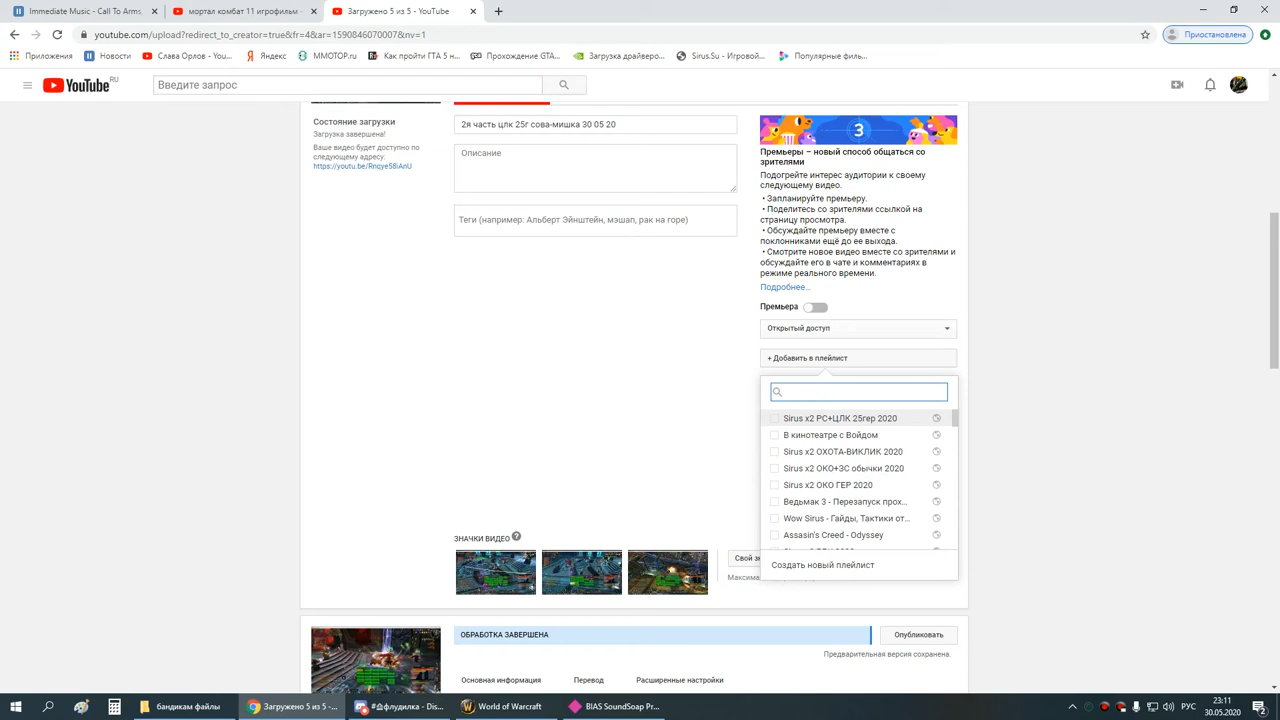 Immediate Music - Call To Arms,
мортал комбат 11 игрофильм -
Загружено 5 из 5 - YouTube
youtube.com/upload?redirect_to_creator=true&fr=4&ar=1590846070007&nv=1
Приостановлена
Приложения
Новости
Слава Орлов - You...
Яндекс
MMOTOP.ru
Как пройти ГТА 5 п...
Прохождение GTA...
Загрузка драйверо...
Sirus.Su - Игровой...
Популярные фильм...
YouTube
RU
Введите запрос
Состояние загрузки
Загрузка завершена!
Ваше видео будет доступно по
следующему адресу:
https://youtu.be/Rnqye58iAnU
2я часть цлк 25г сова-мишка 30 05 20
Описание
Теги (например: Альберт Эйнштейн, мэшап, рак на горе)
3
Премьеры – новый способ общаться со
зрителями
Подогрейте интерес аудитории к своему
следующему видео.
• Запланируйте премьеру.
• Поделитесь со зрителями ссылкой на
страницу просмотра.
• Обсуждайте премьеру вместе с
поклонниками ещё до ее выхода.
• Смотрите новое видео вместе со зрителями и
обсуждайте его в чате и комментариях в
режиме реального времени.
Подробнее...
Премьера
Открытый доступ
+ Добавить в плейлист
Sirus x2 РС+ЦЛК 25гер 2020
В кинотеатре с Войдом
Sirus x2 ОХОТА-ВИКЛИК 2020
Sirus x2 ОКО+ЗС обычки 2020
Sirus x2 ОКО ГЕР 2020
Ведьмак 3 - Перезапуск прох...
Wow Sirus - Гайды, Тактики от...
Assasin's Creed - Odyssey
Создать новый плейлист
ЗНАЧКИ ВИДЕО
?
Свой зн
Максима
ОБРАБОТКА ЗАВЕРШЕНА
Опубликовать
Предварительная версия сохранена.
Основная информация
Перевод
Расширенные настройки
бандикам файлы
Загружено 5 из 5 -...
#😱флудилка - Dis...
World of Warcraft
BIAS SoundSoap Pr...
РУС
23:11
30.05.2020